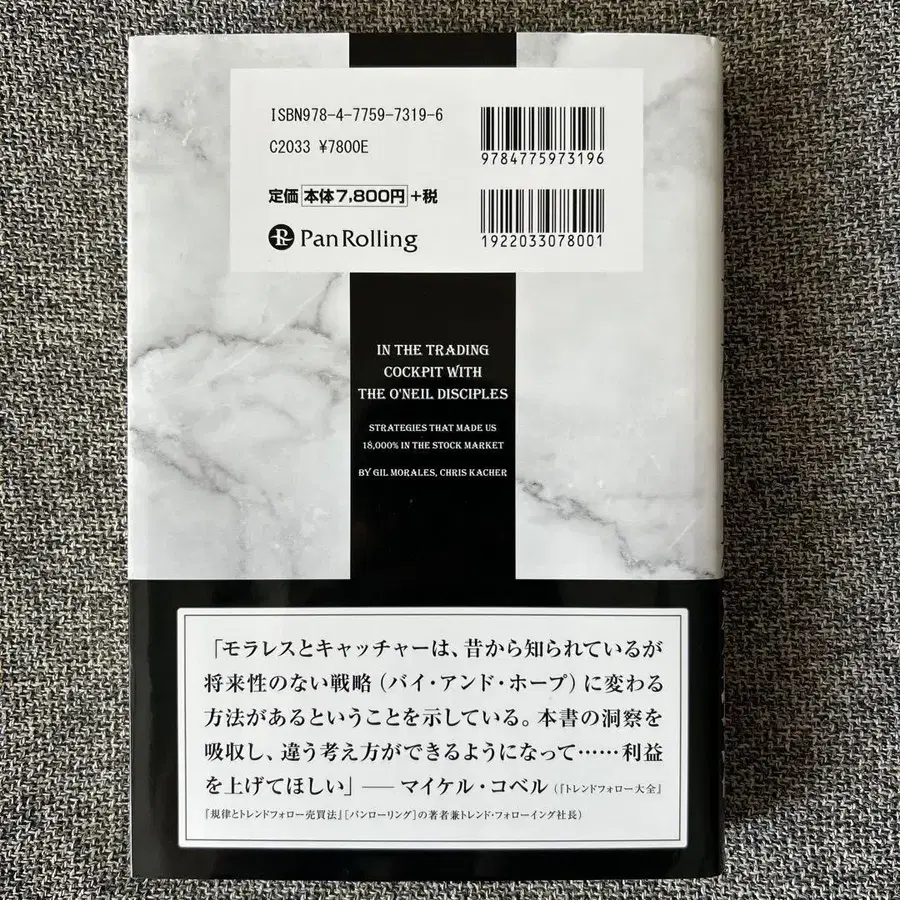 ISBN978-4-7759-7319-6
C2033 ¥7800E
定価 本体7,800円 +税
PanRolling
9784775973196
1922033078001
IN THE TRADING
COCKPIT WITH
THE O'NEIL DISCIPLES
STRATEGIES THAT MADE US
18,000% IN THE STOCK MARKET
BY GIL MORALES, CHRIS KACHER
「モラレスとキャッチャーは、昔から知られているが
将来性のない戦略（バイ・アンド・ホープ）に変わる
方法があるということを示している。本書の洞察を
吸収し、違う考え方ができるようになって……利益
を上げてほしい」── マイケル・コベル（『トレンドフォロー大全』
『規律とトレンドフォロー売買法』［パンローリング］の著者兼トレンド・フォローイング社長）